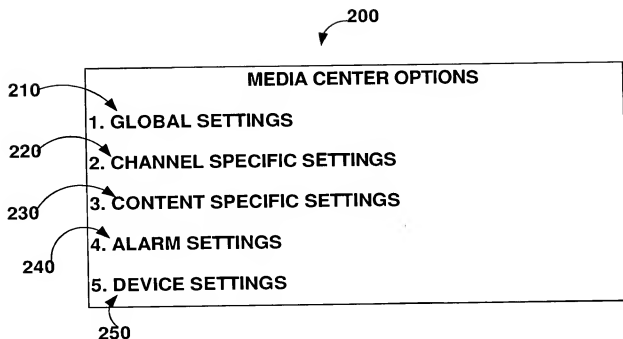 200
MEDIA CENTER OPTIONS
210
1. GLOBAL SETTINGS
220
2. CHANNEL SPECIFIC SETTINGS
230
3. CONTENT SPECIFIC SETTINGS
240
4. ALARM SETTINGS
5. DEVICE SETTINGS
250